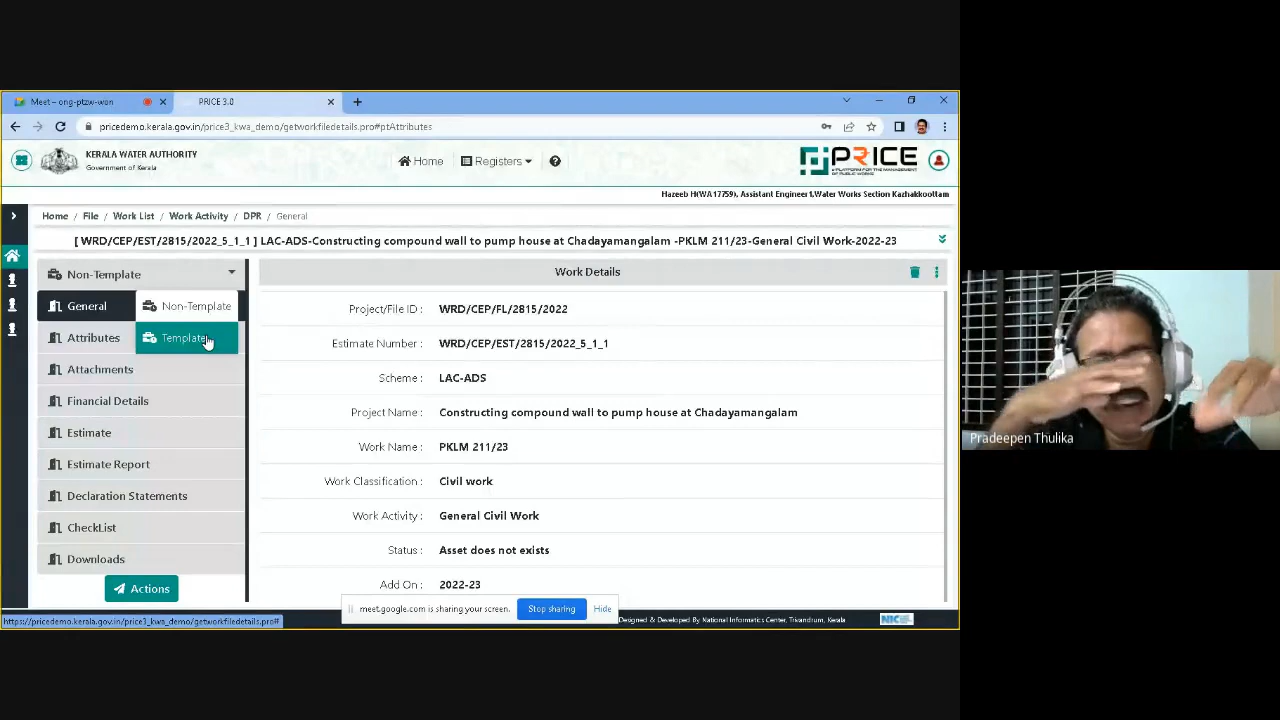 Meet – ong-ptzw-won
PRICE 3.0
pricedemo.kerala.gov.in/price3_kwa_demo/getworkfiledetails.pro#ptAttributes
KERALA WATER AUTHORITY
Government of Kerala
Home
Registers
PRICE
Hazeeb H(WA17759), Assistant Engineer1,Water Works Section Kazhakkoottam
Home / File / Work List / Work Activity / DPR / General
[ WRD/CEP/EST/2815/2022_5_1_1 ] LAC-ADS-Constructing compound wall to pump house at Chadayamangalam -PKLM 211/23-General Civil Work-2022-23
Non-Template
Work Details
General
Non-Template
Attributes
Template
Attachments
Financial Details
Estimate
Estimate Report
Declaration Statements
CheckList
Downloads
Actions
Project/File ID : WRD/CEP/FL/2815/2022
Estimate Number : WRD/CEP/EST/2815/2022_5_1_1
Scheme : LAC-ADS
Project Name : Constructing compound wall to pump house at Chadayamangalam
Work Name : PKLM 211/23
Work Classification : Civil work
Work Activity : General Civil Work
Status : Asset does not exists
Add On : 2022-23
meet.google.com is sharing your screen. Stop sharing Hide
https://pricedemo.kerala.gov.in/price3_kwa_demo/getworkfiledetails.pro#
Designed & Developed By National Informatics Center, Trivandrum, Kerala
NIC
Pradeepen Thulika